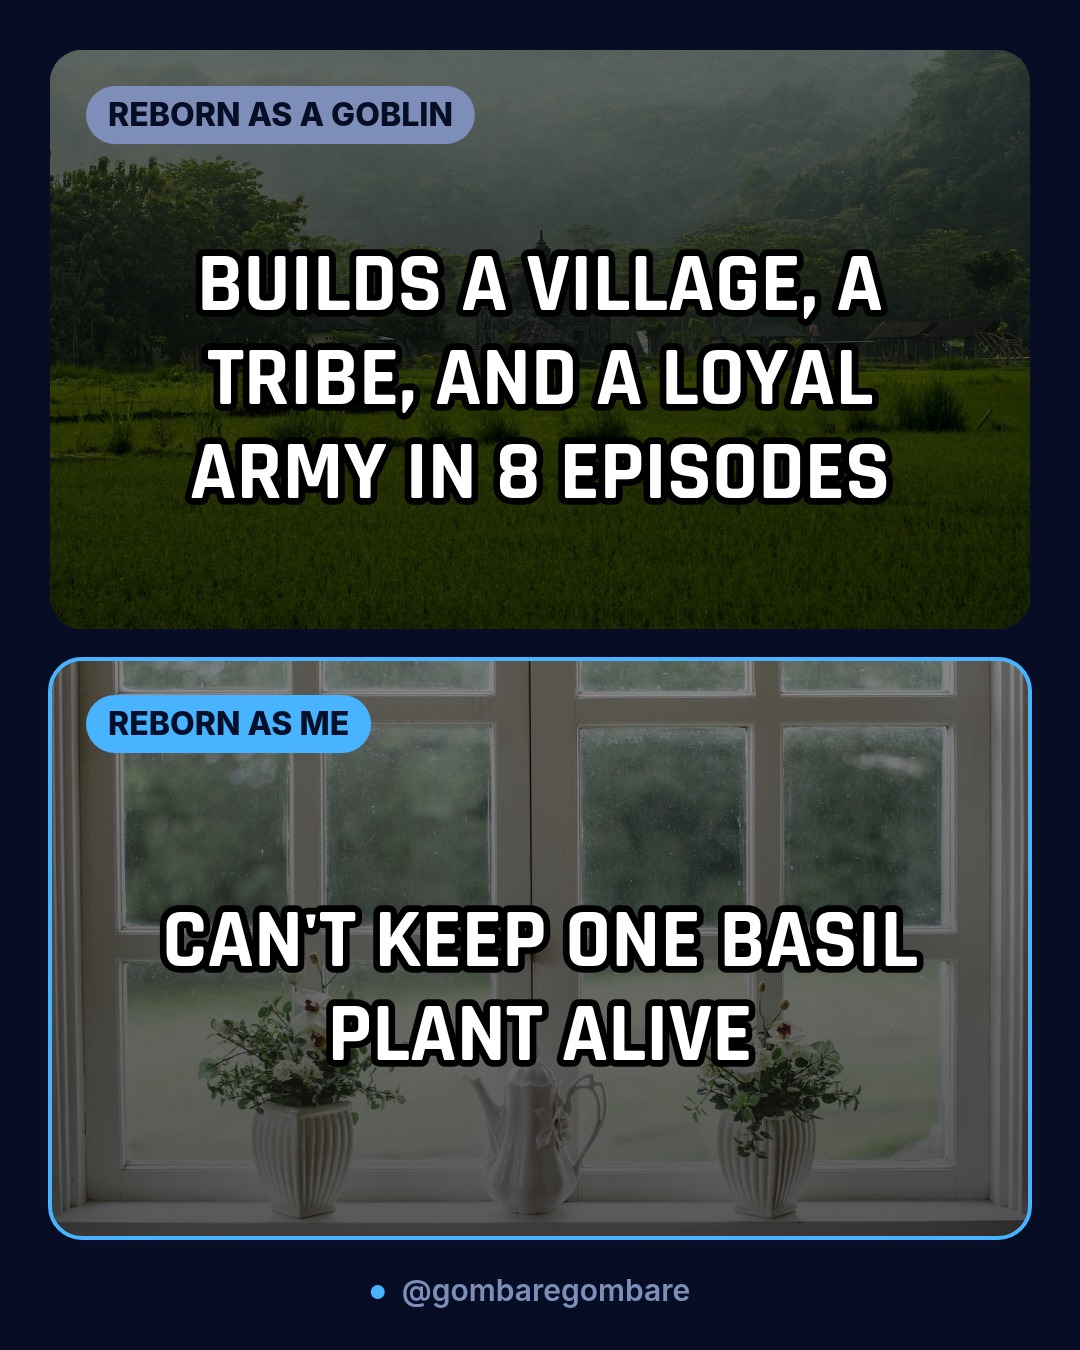 REBORN AS A GOBLIN
BUILDS A VILLAGE, A
TRIBE, AND A LOYAL
ARMY IN 8 EPISODES
REBORN AS ME
CAN'T KEEP ONE BASIL
PLANT ALIVE
@gombaregombare